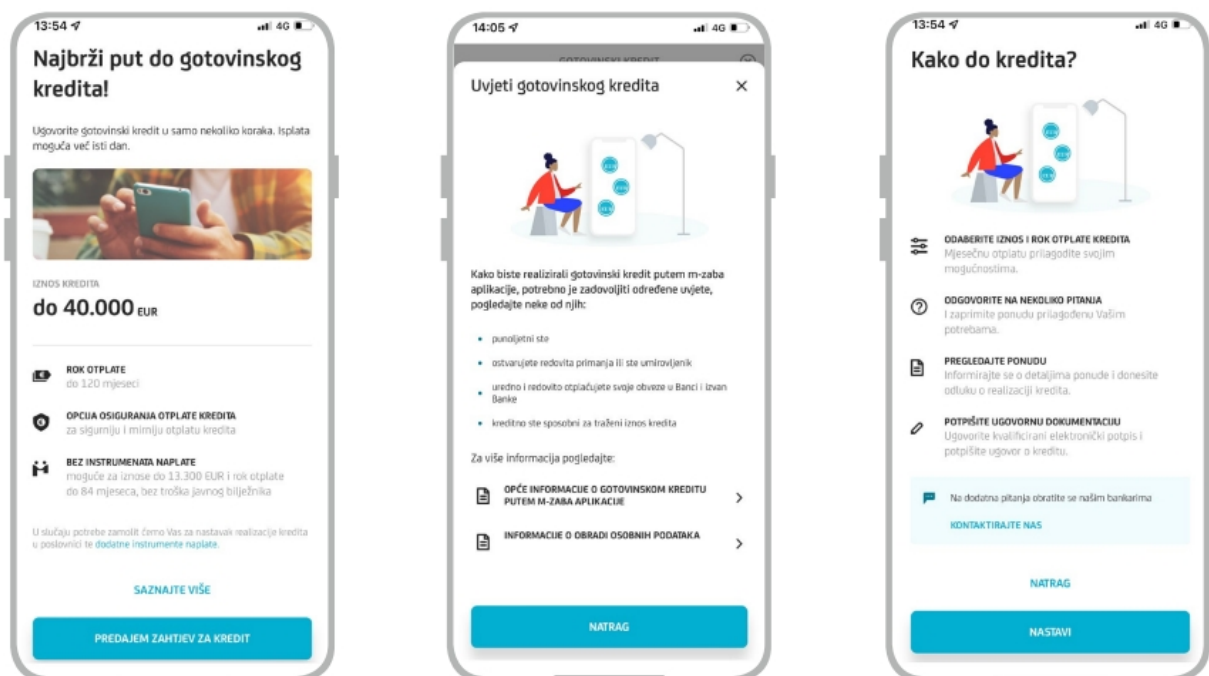 13:54
4G
Najbrži put do gotovinskog
kredita!
Ugovorite gotovinski kredit u samo nekoliko koraka. Isplata
moguća već isti dan.
IZNOS KREDITA
do 40.000 EUR
ROK OTPLATE
do 120 mjeseci
OPCIJA OSIGURANJA OTPLATE KREDITA
za sigurniju i mirniju otplatu kredita
BEZ INSTRUMENATA NAPLATE
moguće za iznose do 13.300 EUR i rok otplate
do 84 mjeseca, bez troška javnog bilježnika
U slučaju potrebe zamolit ćemo Vas za nastavak realizacije kredita
u poslovnici te dodatne instrumente naplate.
SAZNAJTE VIŠE
PREDAJEM ZAHTJEV ZA KREDIT
14:05
4G
GOTOVINSKI KREDIT
Uvjeti gotovinskog kredita
Kako biste realizirali gotovinski kredit putem m-zaba
aplikacije, potrebno je zadovoljiti određene uvjete,
pogledajte neke od njih:
• punoljetni ste
• ostvarujete redovita primanja ili ste umirovljenik
• uredno i redovito otplaćujete svoje obveze u Banci i izvan
Banke
• kreditno ste sposobni za traženi iznos kredita
Za više informacija pogledajte:
OPĆE INFORMACIJE O GOTOVINSKOM KREDITU
PUTEM M-ZABA APLIKACIJE
INFORMACIJE O OBRADI OSOBNIH PODATAKA
NATRAG
13:54
4G
Kako do kredita?
ODABERITE IZNOS I ROK OTPLATE KREDITA
Mjesečnu otplatu prilagodite svojim
mogućnostima.
ODGOVORITE NA NEKOLIKO PITANJA
I zaprimite ponudu prilagođenu Vašim
potrebama.
PREGLEDAJTE PONUDU
Informirajte se o detaljima ponude i donesite
odluku o realizaciji kredita.
POTPIŠITE UGOVORNU DOKUMENTACIJU
Ugovorite kvalificirani elektronički potpis i
potpišite ugovor o kreditu.
Na dodatna pitanja obratite se našim bankarima
KONTAKTIRAJTE NAS
NATRAG
NASTAVI